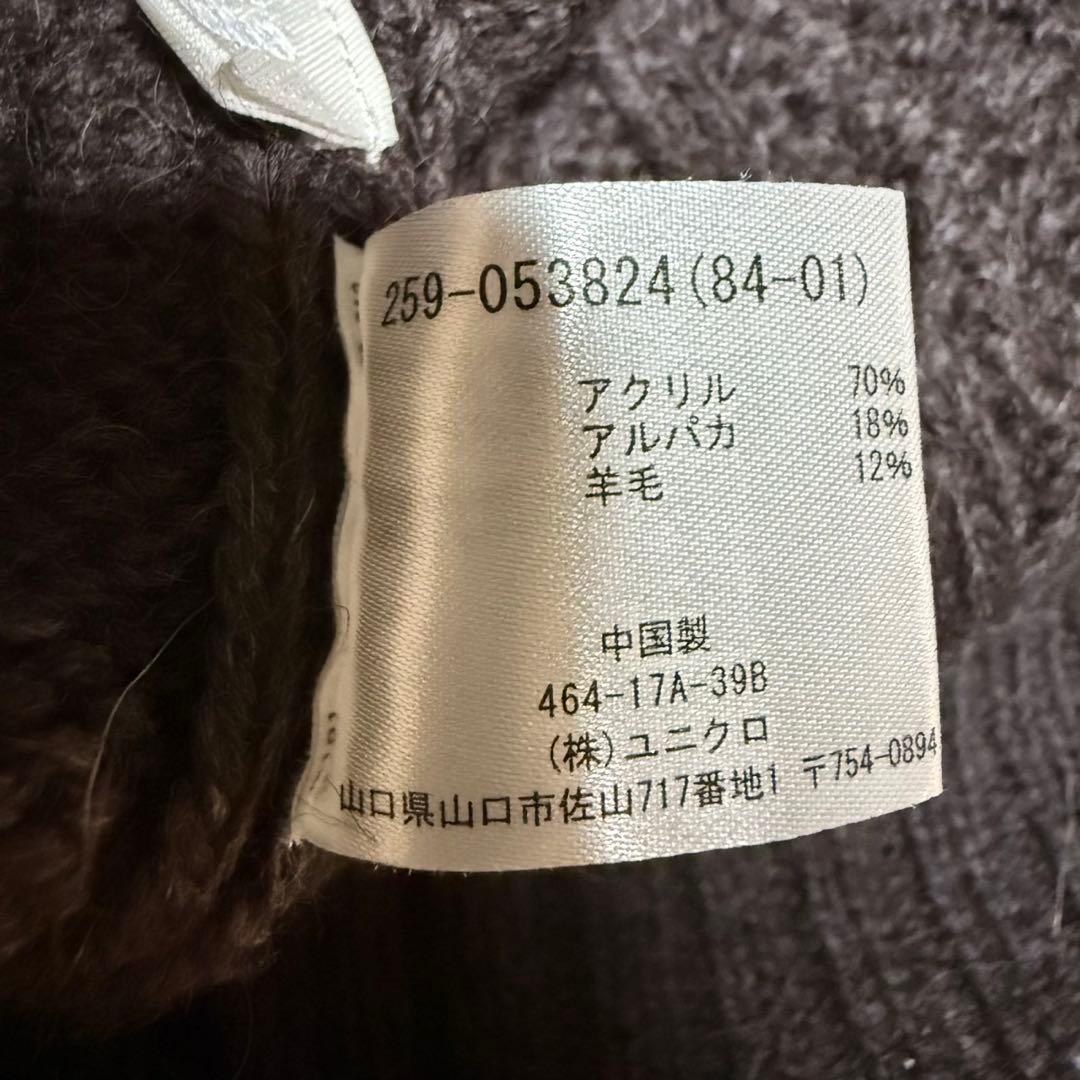 259-053824(84-01)
アクリル 70%
アルパカ 18%
羊毛 12%
中国製
464-17A-39B
(株)ユニクロ
山口県山口市佐山717番地1 〒754-0894